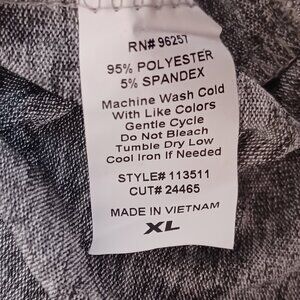 RN# 96257
95% POLYESTER
5% SPANDEX
Machine Wash Cold
With Like Colors
Gentle Cycle
Do Not Bleach
Tumble Dry Low
Cool Iron If Needed
STYLE# 113511
CUT# 24465
MADE IN VIETNAM
XL